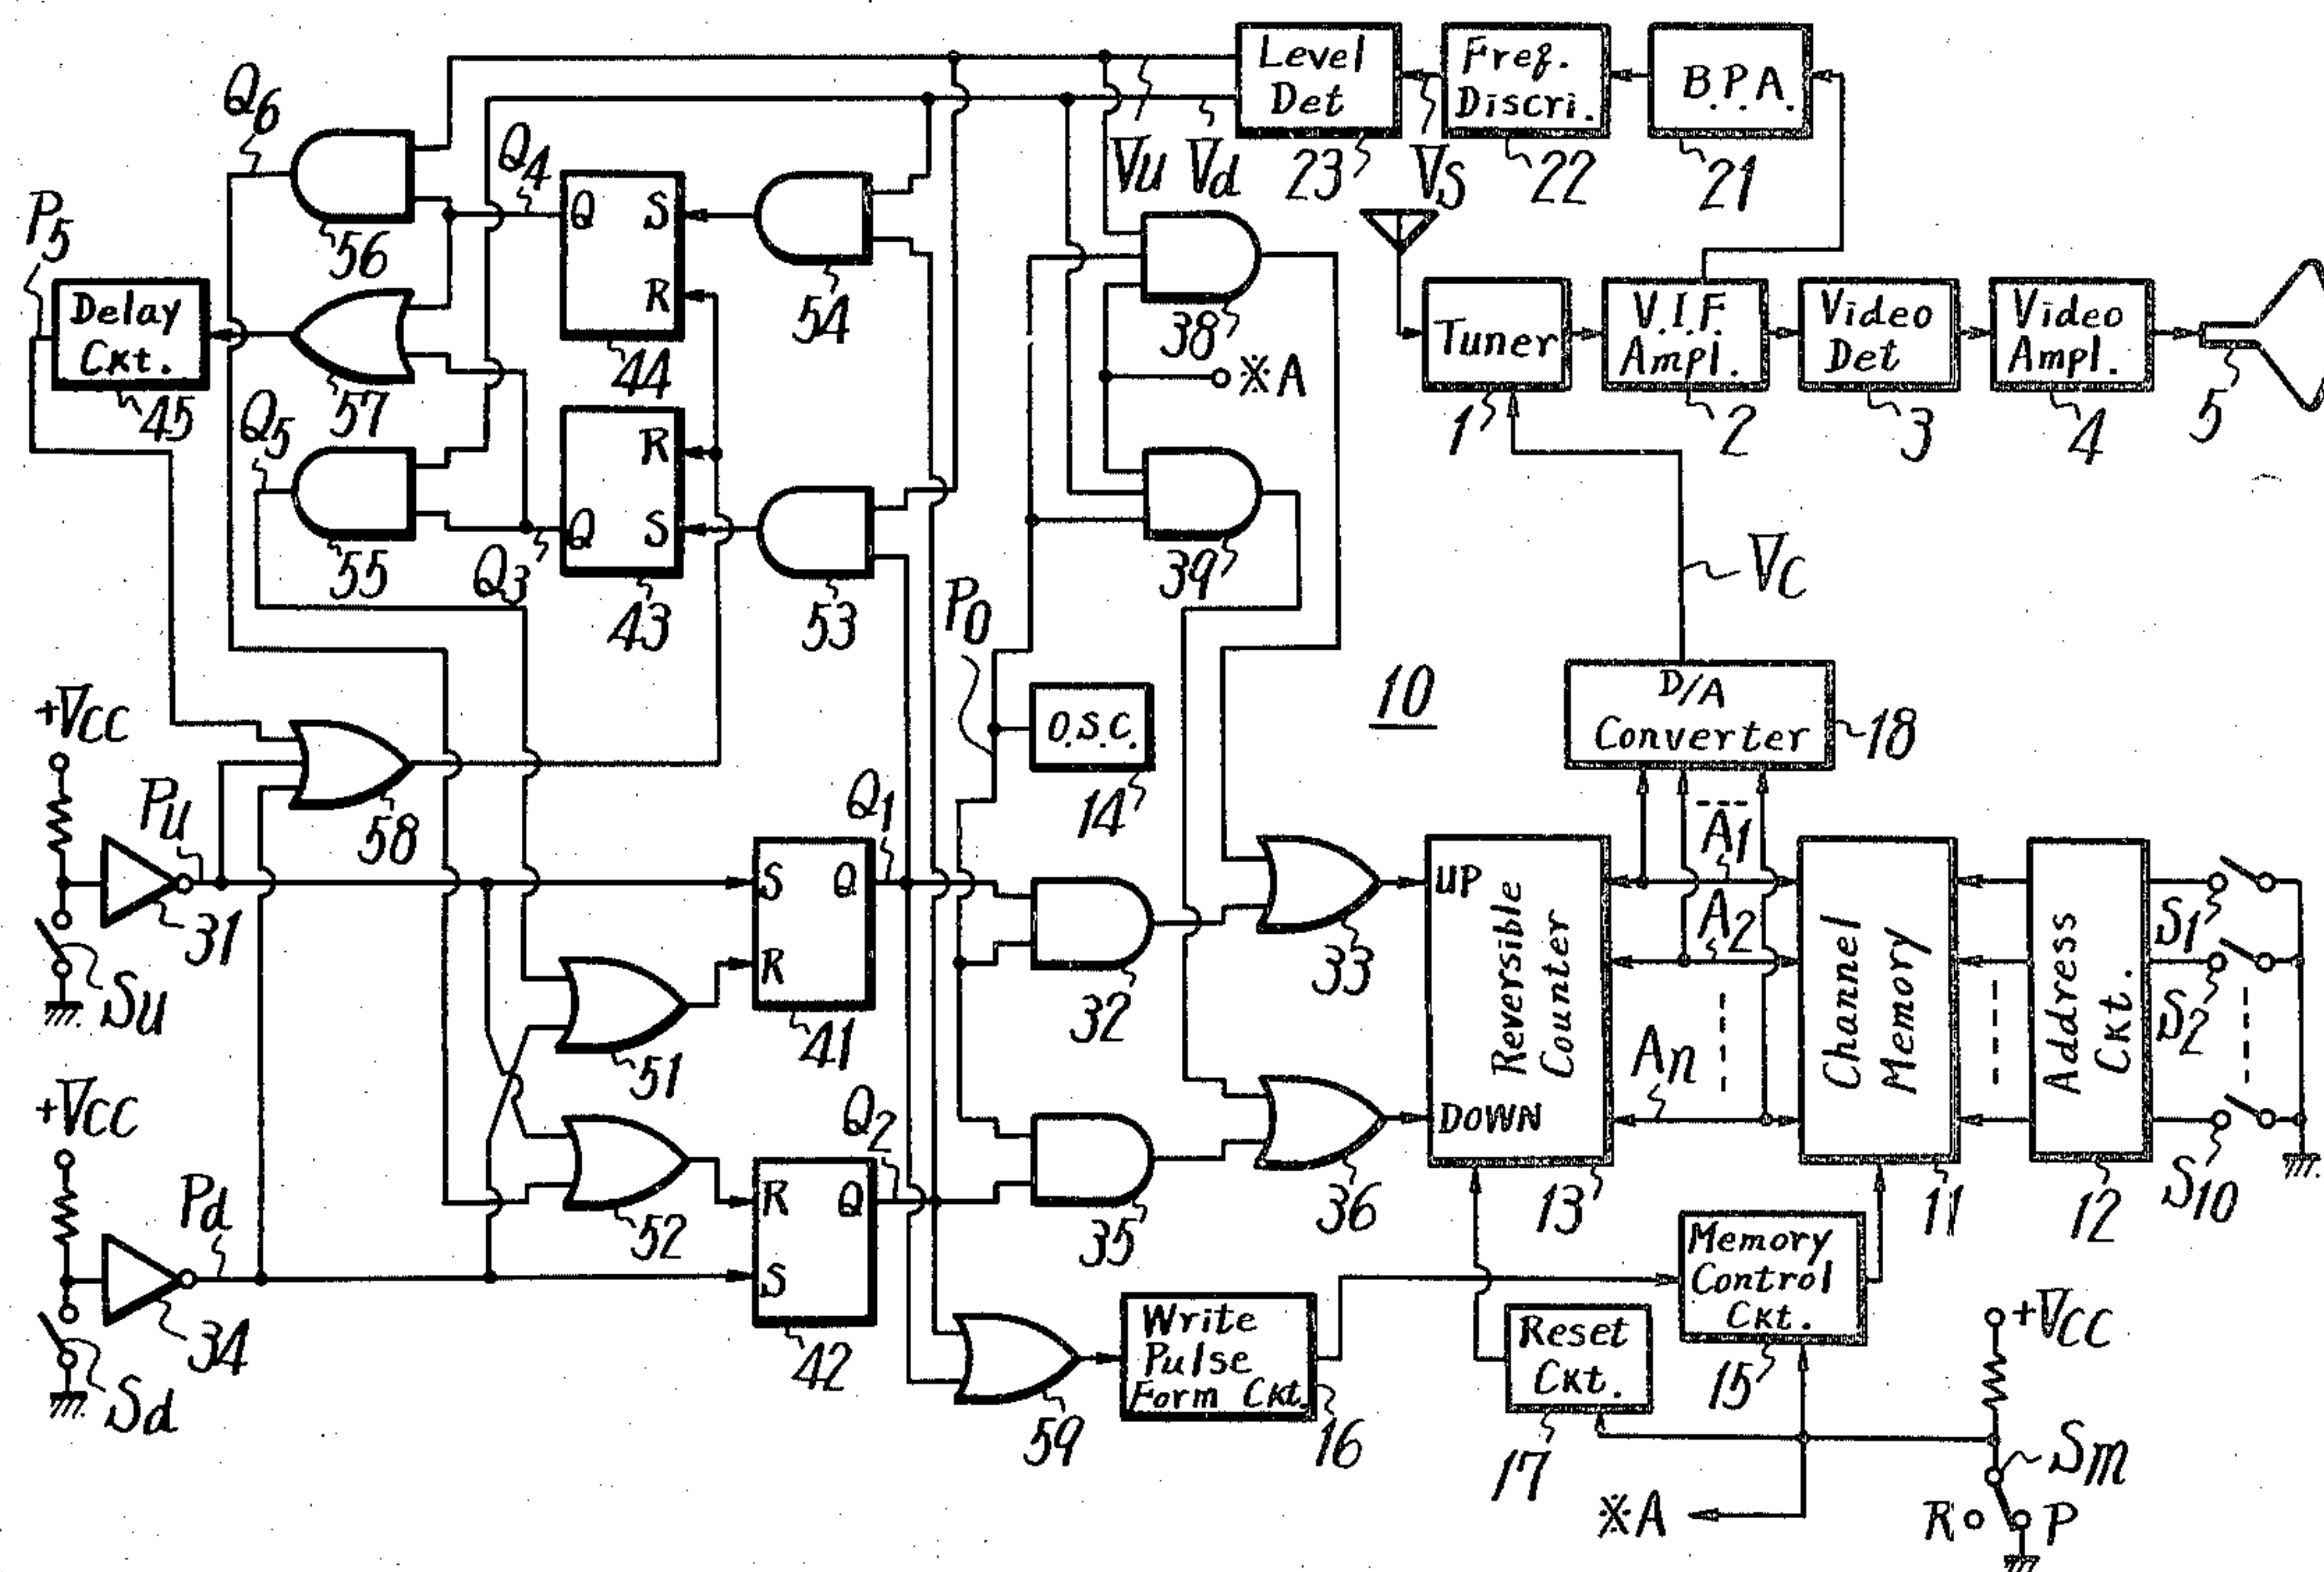 Level Det
23
Fref. Discri.
22
B.P.A.
21
Vu
Vd
VS
Q6
Q4
P5
56
Q
S
R
44
54
38
Delay Ckt.
45
57
※A
Tuner
1
V.I.F. Ampl.
2
Video Det
3
Video Ampl.
4
5
Q5
55
Q3
R
Q
S
43
53
39
P0
VC
10
D/A Converter
18
O.S.C.
14
+VCC
Pu
31
Su
58
Q1
S
Q
R
41
51
32
33
UP
Reversible Counter
DOWN
13
A1
A2
An
Channel Memory
11
Address Ckt.
12
S1
S2
S10
+VCC
Pd
34
Sd
52
Q2
R
Q
S
42
35
36
59
Write Pulse Form Ckt.
16
Reset Ckt.
17
Memory Control Ckt.
15
+VCC
Sm
R
P
※A